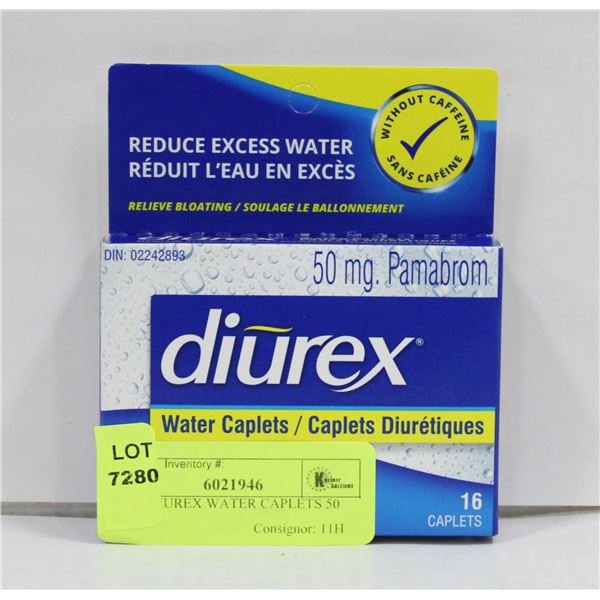 REDUCE EXCESS WATER
RÉDUIT L'EAU EN EXCÈS
RELIEVE BLOATING / SOULAGE LE BALLONNEMENT
WITHOUT CAFFEINE
SANS CAFÉINE
DIN: 02242893
50 mg. Pamabrom
diurex®
Water Caplets / Caplets Diurétiques
LOT
7280
Inventory #
6021946
Kastner
Auctions
UREX WATER CAPLETS 50
Consignor: 11H
16
CAPLETS